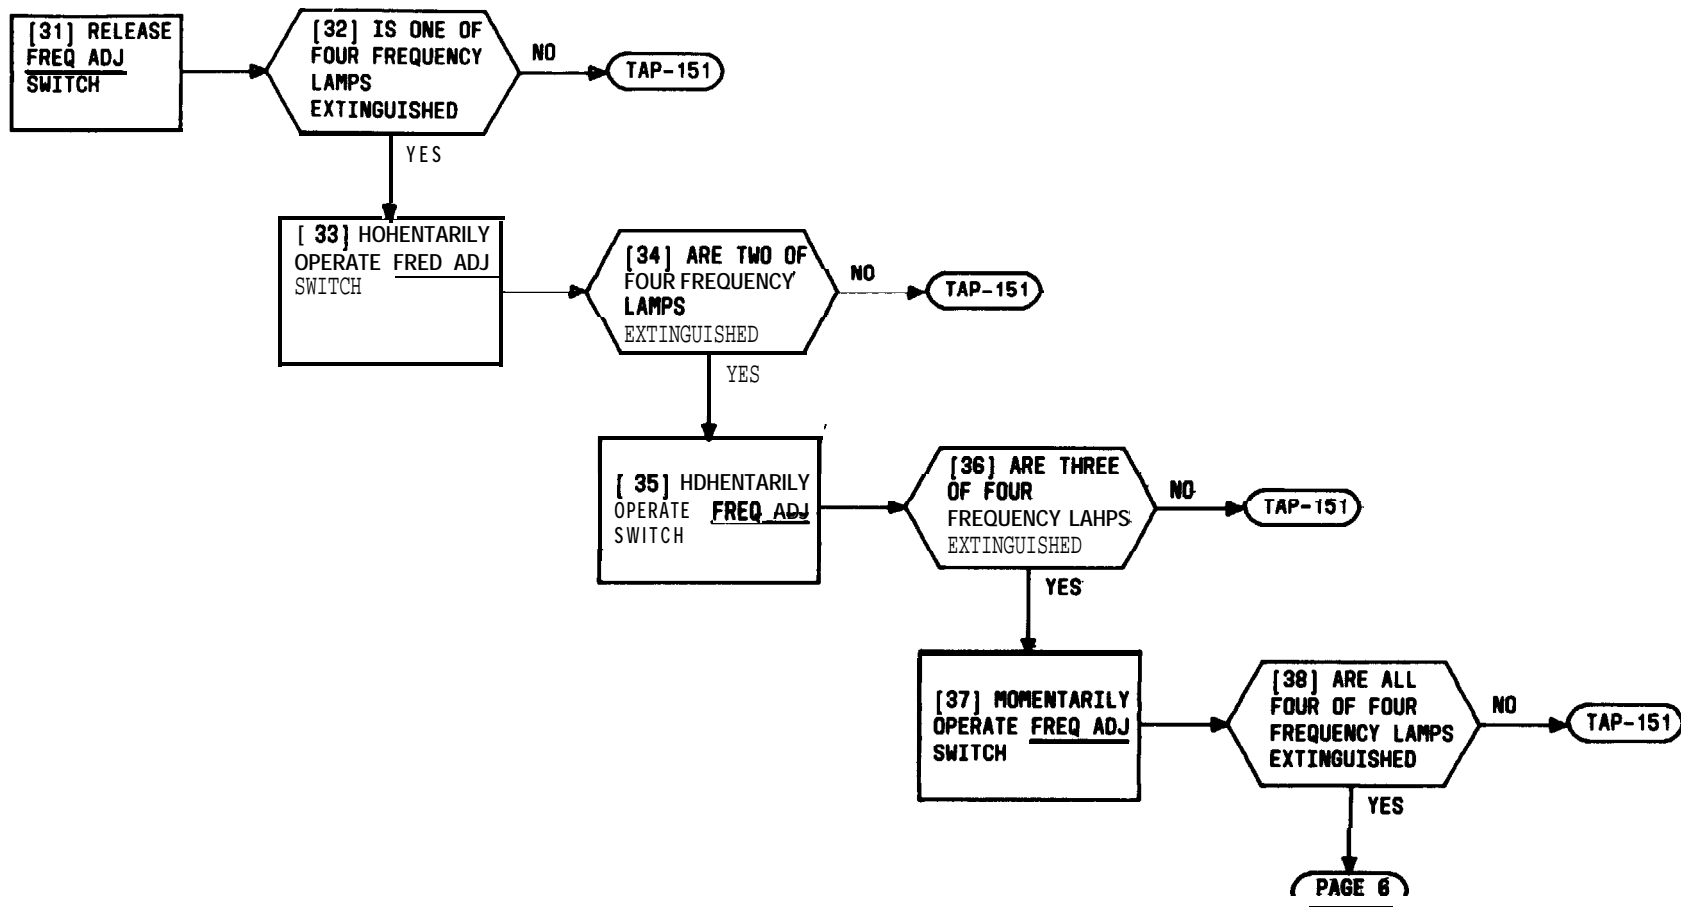 [31] RELEASE
FREQ ADJ
SWITCH
[32] IS ONE OF
FOUR FREQUENCY
LAMPS
EXTINGUISHED
NO
TAP-151
YES
[ 33] HOHENTARILY
OPERATE FRED ADJ
SWITCH
[34] ARE TWO OF
FOUR FREQUENCY
LAMPS
EXTINGUISHED
NO
TAP-151
YES
[ 35] HDHENTARILY
OPERATE FREQ ADJ
SWITCH
[36] ARE THREE
OF FOUR
FREQUENCY LAHPS
EXTINGUISHED
NO
TAP-151
YES
[37] MOMENTARILY
OPERATE FREQ ADJ
SWITCH
[38] ARE ALL
FOUR OF FOUR
FREQUENCY LAMPS
EXTINGUISHED
NO
TAP-151
YES
PAGE 6